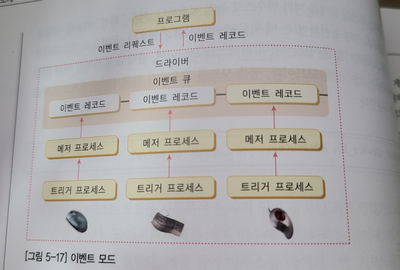 프로그램
이벤트 리퀘스트 이벤트 레코드
드라이버
이벤트 큐
이벤트 레코드 이벤트 레코드 이벤트 레코드
메저 프로세스 메저 프로세스 메저 프로세스
트리거 프로세스 트리거 프로세스 트리거 프로세스
[그림 5-17] 이벤트 모드